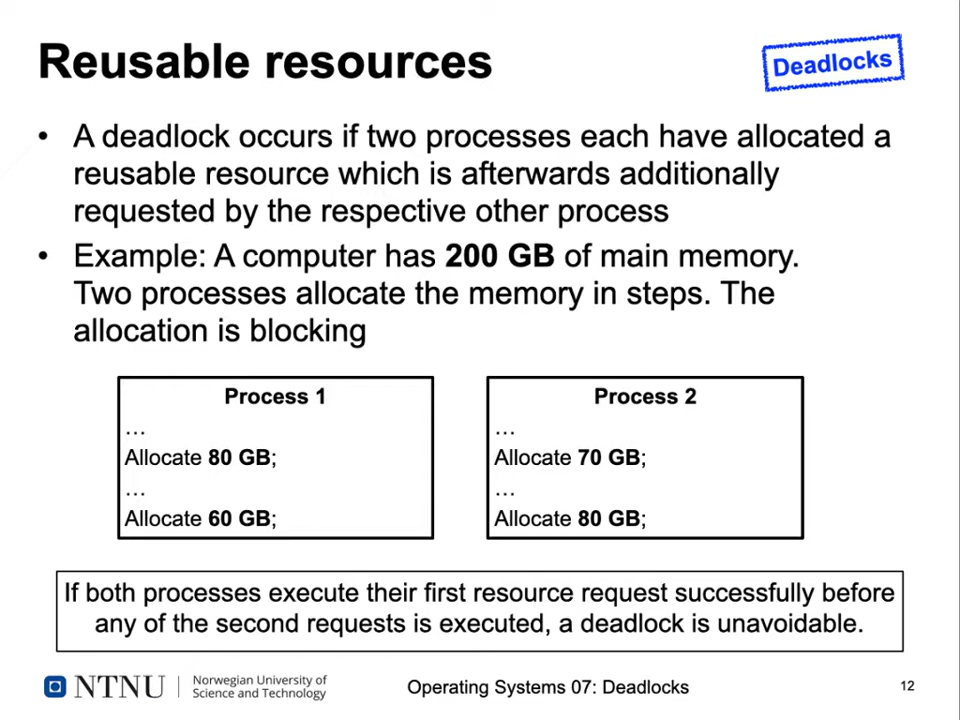 Reusable resources
Deadlocks
• A deadlock occurs if two processes each have allocated a
reusable resource which is afterwards additionally
requested by the respective other process
• Example: A computer has 200 GB of main memory.
Two processes allocate the memory in steps. The
allocation is blocking
Process 1
…
Allocate 80 GB;
…
Allocate 60 GB;
Process 2
…
Allocate 70 GB;
…
Allocate 80 GB;
If both processes execute their first resource request successfully before
any of the second requests is executed, a deadlock is unavoidable.
NTNU
Norwegian University of
Science and Technology
Operating Systems 07: Deadlocks
12